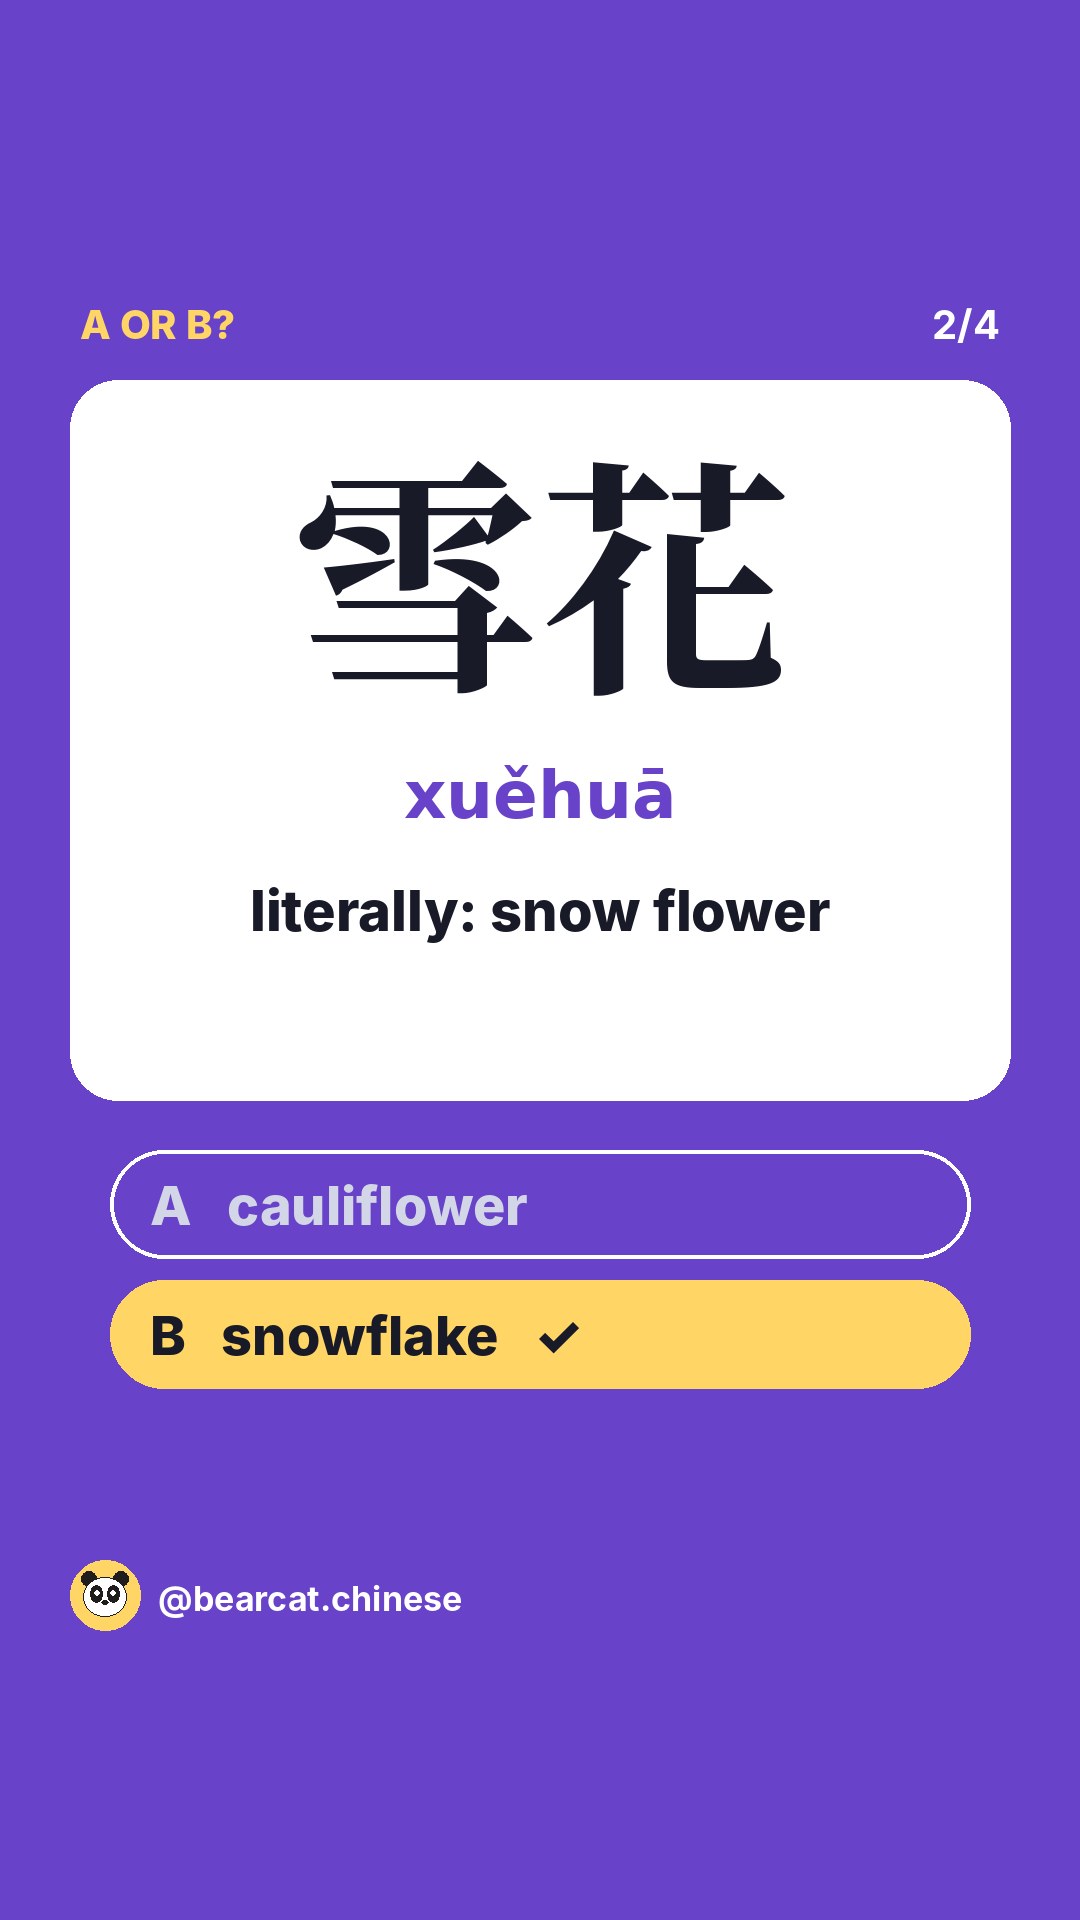 A OR B?
2/4
雪花
xuěhuā
literally: snow flower
A cauliflower
B snowflake ✓
@bearcat.chinese